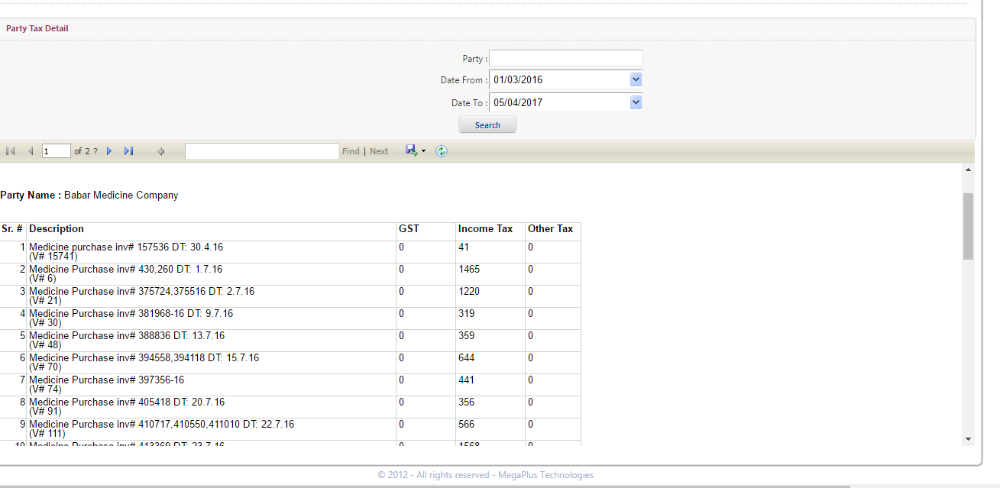 Party Tax Detail
Party :
Date From : 01/03/2016
Date To : 05/04/2017
Search
1 of 2 ? Find | Next
Party Name : Babar Medicine Company
Sr. # Description GST Income Tax Other Tax
1 Medicine purchase inv# 157536 DT: 30.4.16 0 41 0
(V# 15741)
2 Medicine Purchase inv# 430,260 DT: 1.7.16 0 1465 0
(V# 6)
3 Medicine Purchase inv# 375724,375516 DT: 2.7.16 0 1220 0
(V# 21)
4 Medicine Purchase inv# 381968-16 DT: 9.7.16 0 319 0
(V# 30)
5 Medicine Purchase inv# 388836 DT: 13.7.16 0 359 0
(V# 48)
6 Medicine Purchase inv# 394558,394118 DT: 15.7.16 0 644 0
(V# 70)
7 Medicine Purchase inv# 397356-16 0 441 0
(V# 74)
8 Medicine Purchase inv# 405418 DT: 20.7.16 0 356 0
(V# 91)
9 Medicine Purchase inv# 410717,410550,411010 DT: 22.7.16 0 566 0
(V# 111)
10 Medicine Purchase inv# 413369 DT: 23.7.16 0 1568 0
© 2012 - All rights reserved - MegaPlus Technologies